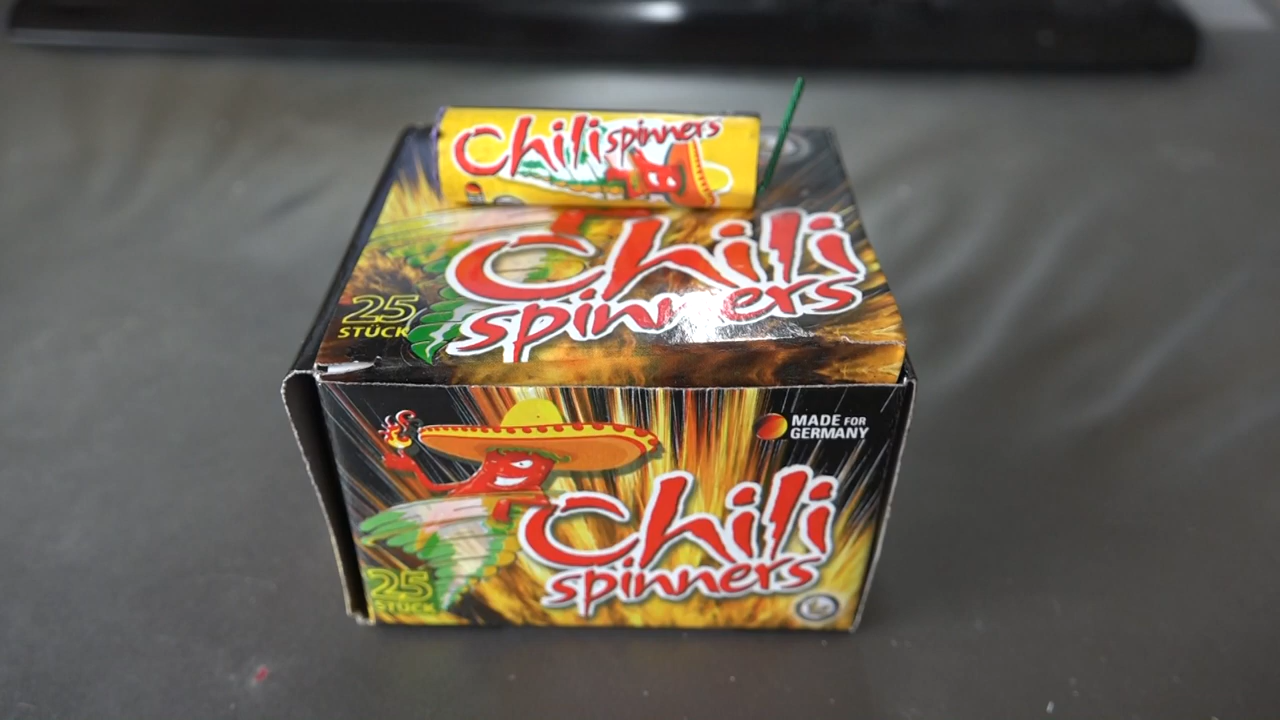 Chili spinners
Chili
spinners
25
STÜCK
MADE FOR
GERMANY
Chili
spinners
25
STÜCK